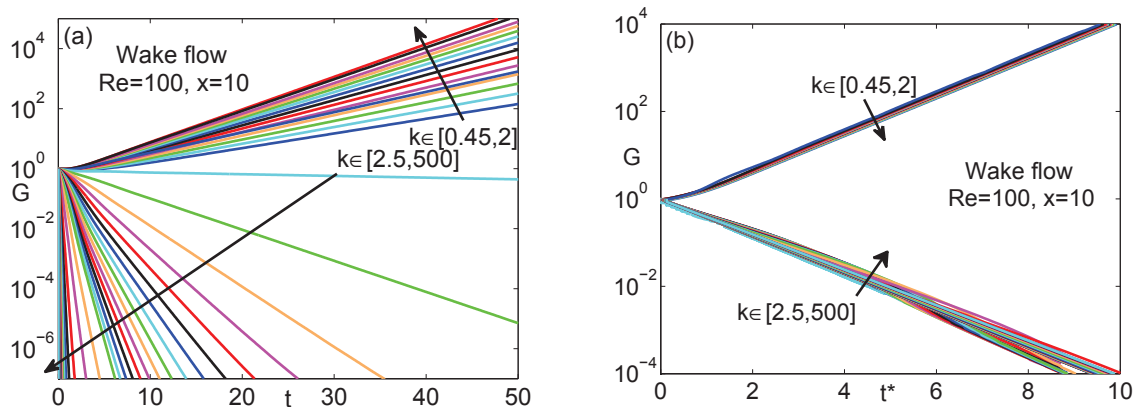 (a)
Wake flow
Re=100, x=10
k∈[0.45,2]
k∈[2.5,500]
G
10^4
10^2
10^0
10^-2
10^-4
10^-6
0 10 20 30 40 50
t
(b)
k∈[0.45,2]
Wake flow
Re=100, x=10
k∈[2.5,500]
G
10^4
10^2
10^0
10^-2
10^-4
0 2 4 6 8 10
t*